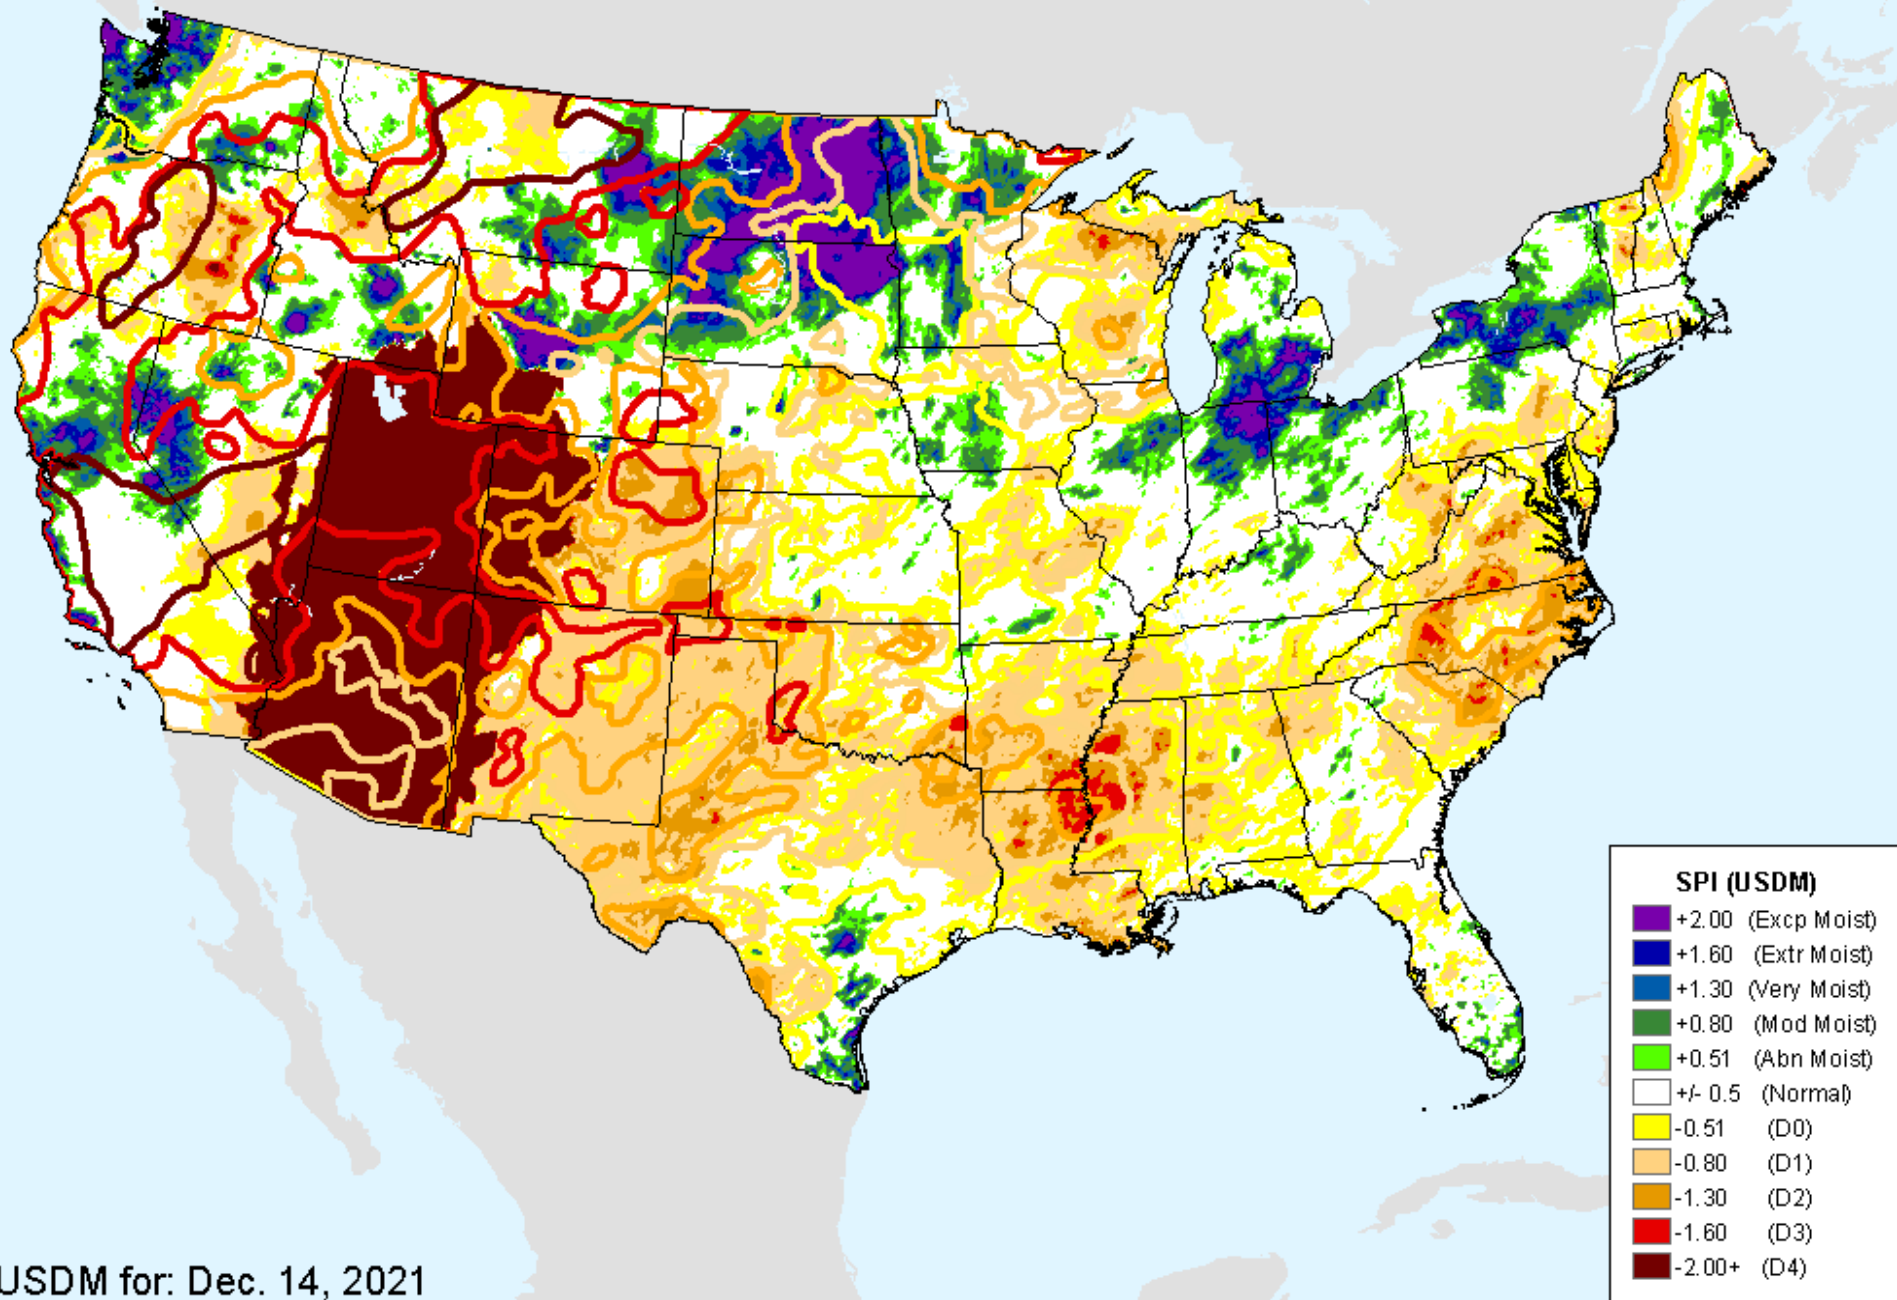 SPI (USDM)
+2.00 (Excp Moist)
+1.60 (Extr Moist)
+1.30 (Very Moist)
+0.80 (Mod Moist)
+0.51 (Abn Moist)
+/- 0.5 (Normal)
-0.51 (D0)
-0.80 (D1)
-1.30 (D2)
-1.60 (D3)
-2.00+ (D4)
USDM for: Dec. 14, 2021